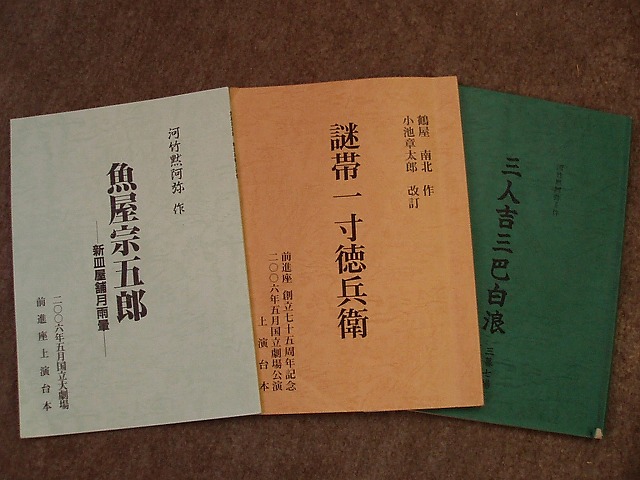 河竹黙阿弥 作
魚屋宗五郎
―新皿屋舗月雨暈―
二〇〇六年五月国立大劇場
前進座上演台本
鶴屋 南北 作
小池章太郎 改訂
謎帯一寸徳兵衛
前進座 創立七十五周年記念
二〇〇六年五月国立劇場公演
上演台本
三人吉三巴白浪